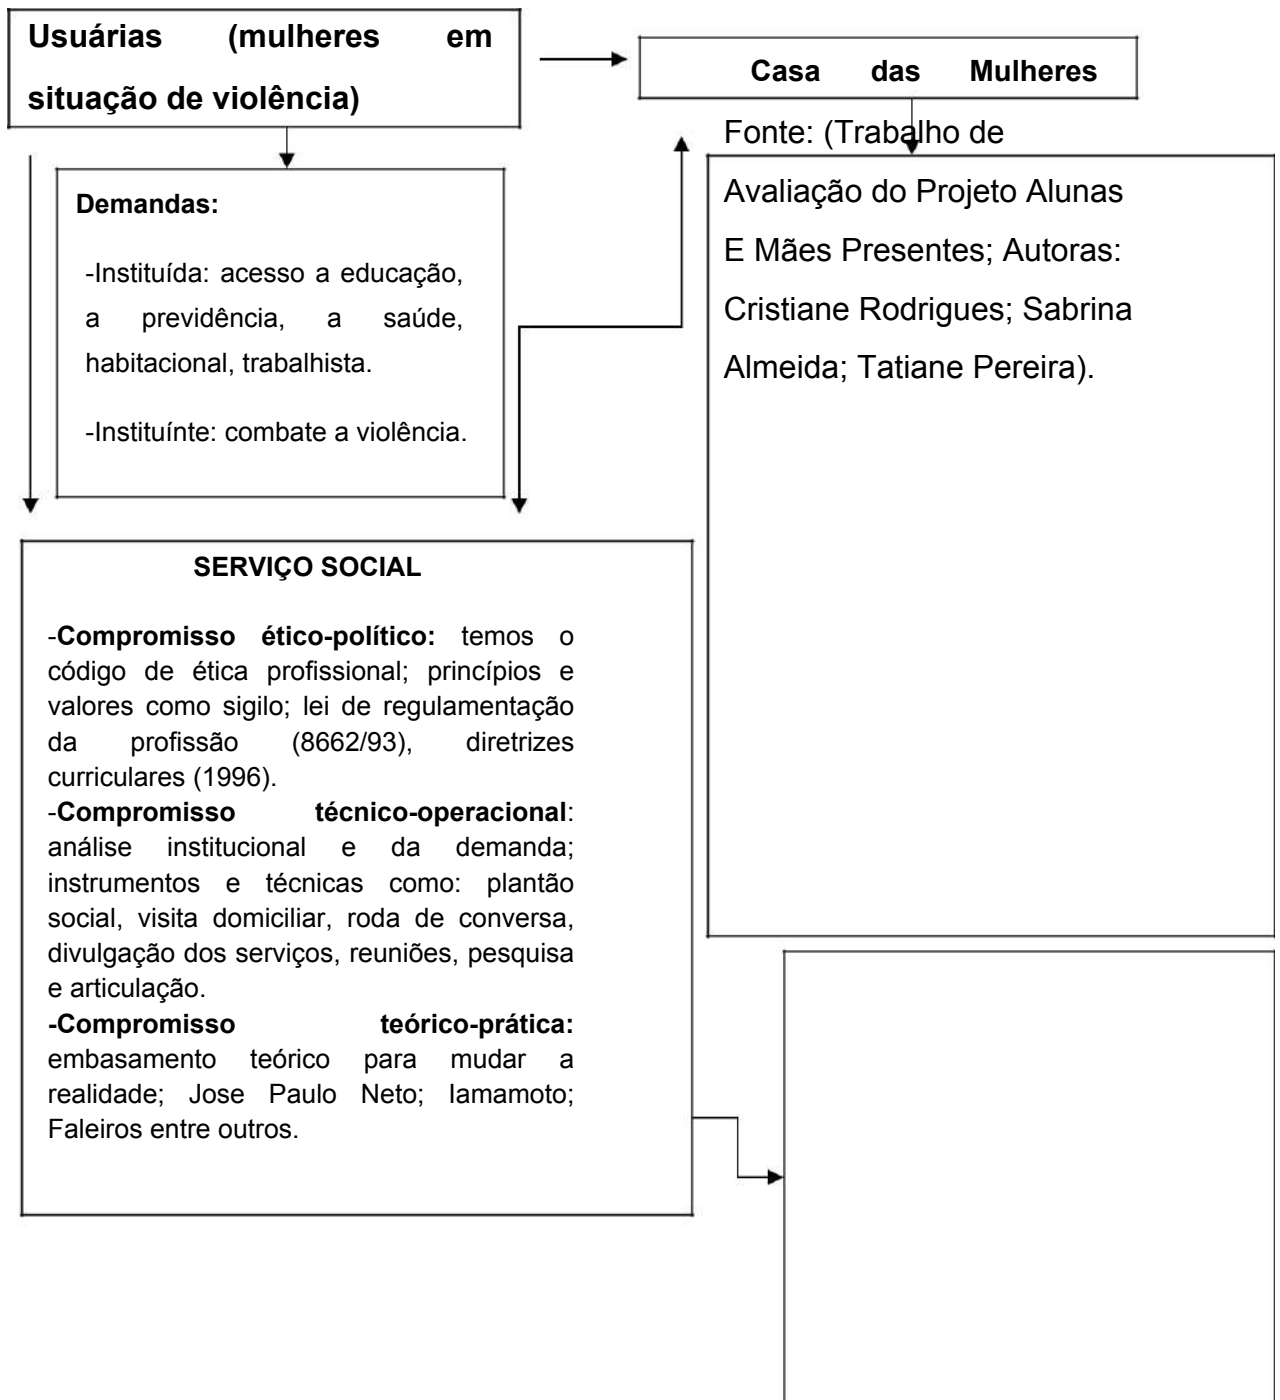 Usuárias (mulheres em
situação de violência)
Casa das Mulheres
Fonte: (Trabalho de
Avaliação do Projeto Alunas
E Mães Presentes; Autoras:
Cristiane Rodrigues; Sabrina
Almeida; Tatiane Pereira).
Demandas:
-Instituída: acesso a educação,
a previdência, a saúde,
habitacional, trabalhista.
-Instituínte: combate a violência.
SERVIÇO SOCIAL
-Compromisso ético-político: temos o
código de ética profissional; princípios e
valores como sigilo; lei de regulamentação
da profissão (8662/93), diretrizes
curriculares (1996).
-Compromisso técnico-operacional:
análise institucional e da demanda;
instrumentos e técnicas como: plantão
social, visita domiciliar, roda de conversa,
divulgação dos serviços, reuniões, pesquisa
e articulação.
-Compromisso teórico-prática:
embasamento teórico para mudar a
realidade; Jose Paulo Neto; Iamamoto;
Faleiros entre outros.